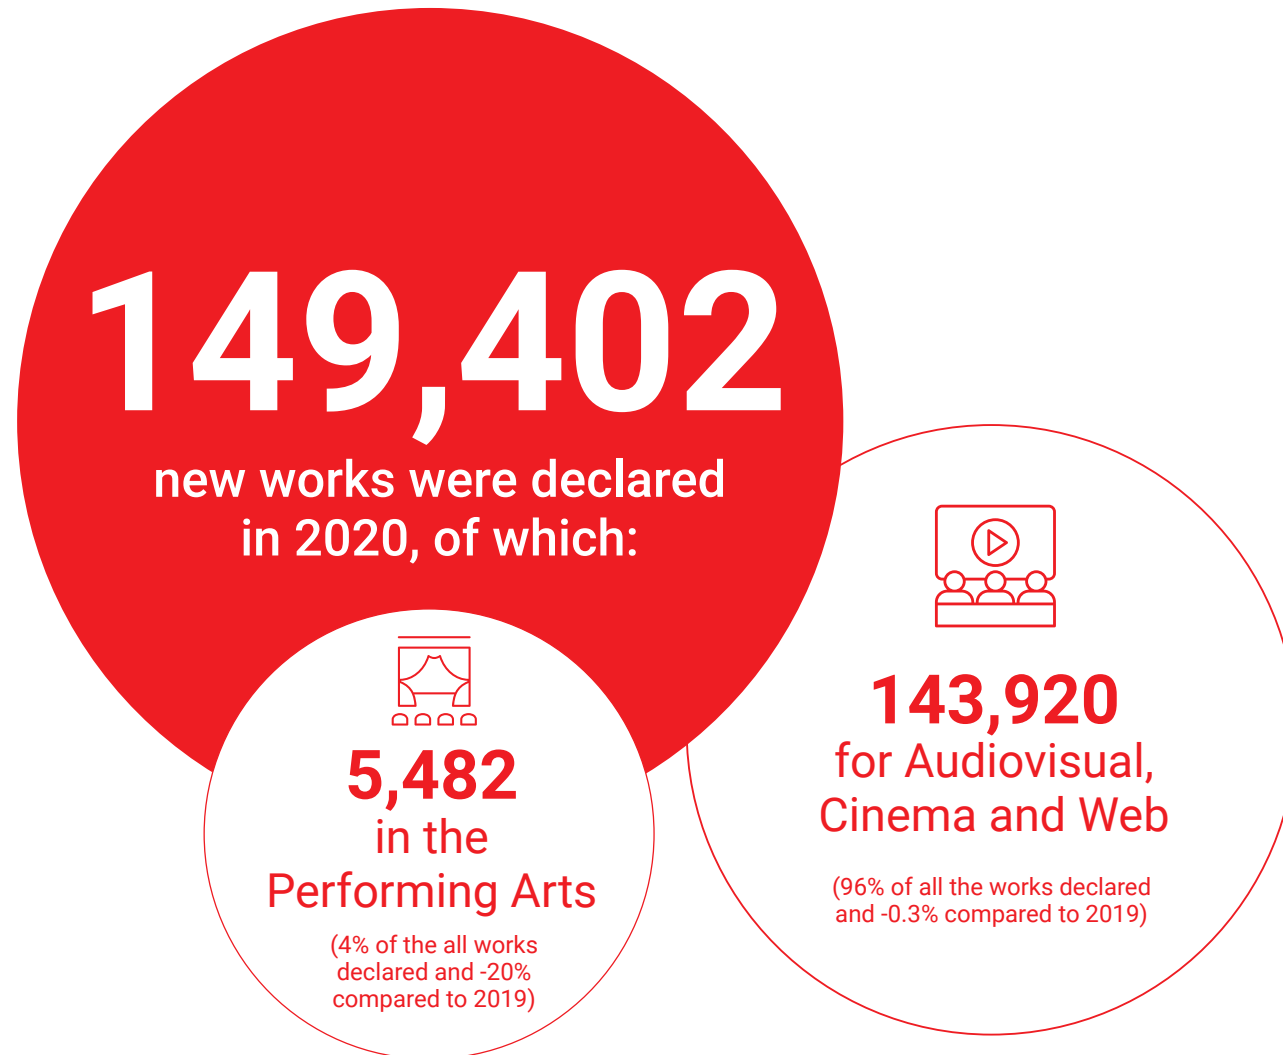 149,402
new works were declared
in 2020, of which:
5,482
in the
Performing Arts
(4% of the all works
declared and -20%
compared to 2019)
143,920
for Audiovisual,
Cinema and Web
(96% of all the works declared
and -0.3% compared to 2019)